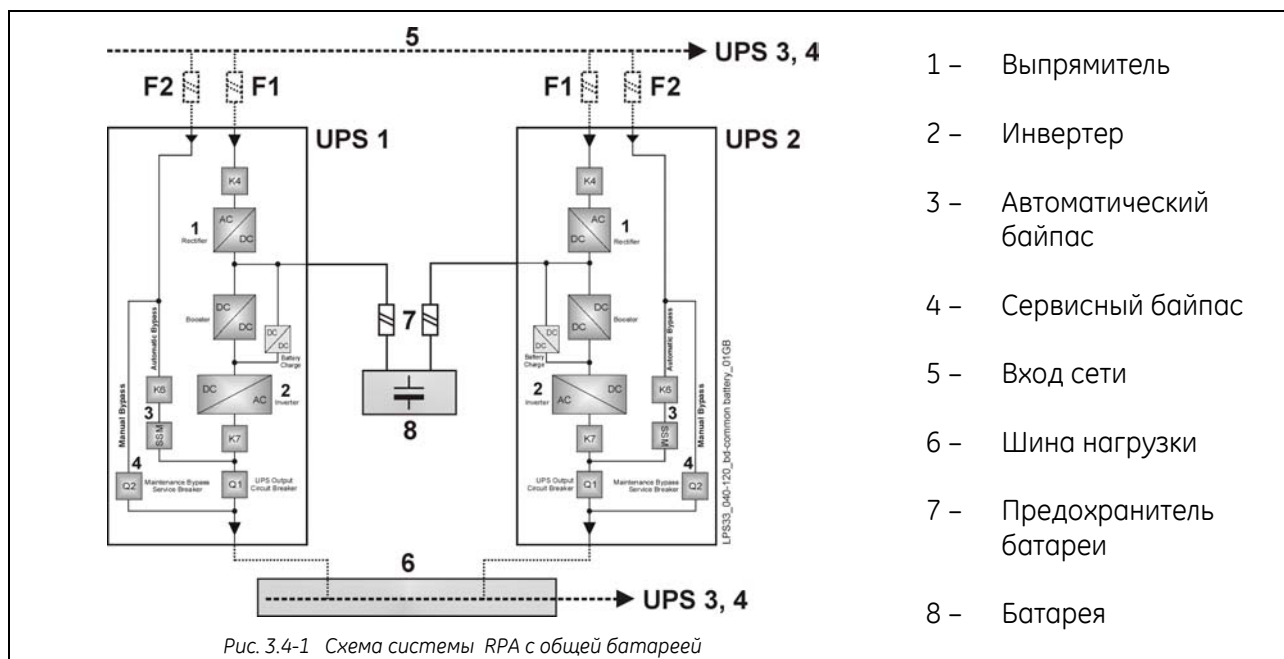 5
UPS 3, 4
F2
F1
F1
F2
UPS 1
UPS 2
K4
K4
AC
DC
1
Rectifier
AC
DC
1
Rectifier
DC
DC
Booster
DC
DC
Battery
Charge
7
DC
DC
Booster
DC
DC
Battery
Charge
Automatic Bypass
Manual Bypass
Automatic Bypass
Manual Bypass
K6
3
SSM
DC
AC
2
Inverter
8
DC
AC
2
Inverter
K6
3
SSM
K7
K7
4
Q2
Maintenance Bypass
Service Breaker
Q1
UPS Output
Circuit Breaker
UPS Output
Circuit Breaker
Q1
Maintenance Bypass
Service Breaker
4
Q2
LPS33_040-120_bd-common battery_01GB
6
UPS 3, 4
Рис. 3.4-1 Схема системы RPA с общей батареей
1 – Выпрямитель
2 – Инвертер
3 – Автоматический
байпас
4 – Сервисный байпас
5 – Вход сети
6 – Шина нагрузки
7 – Предохранитель
батареи
8 – Батарея